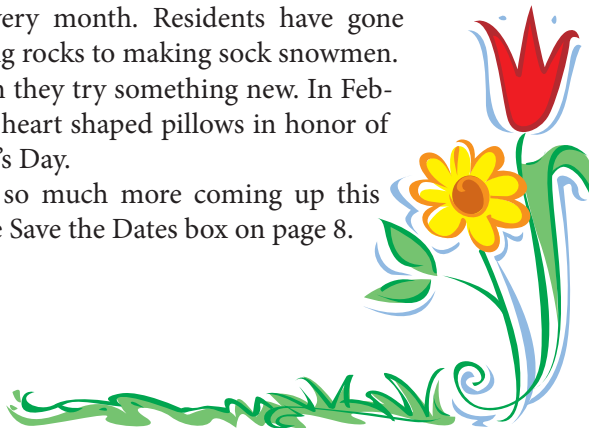 very month. Residents have gone
g rocks to making sock snowmen.
n they try something new. In Feb-
heart shaped pillows in honor of
's Day.
so much more coming up this
e Save the Dates box on page 8.